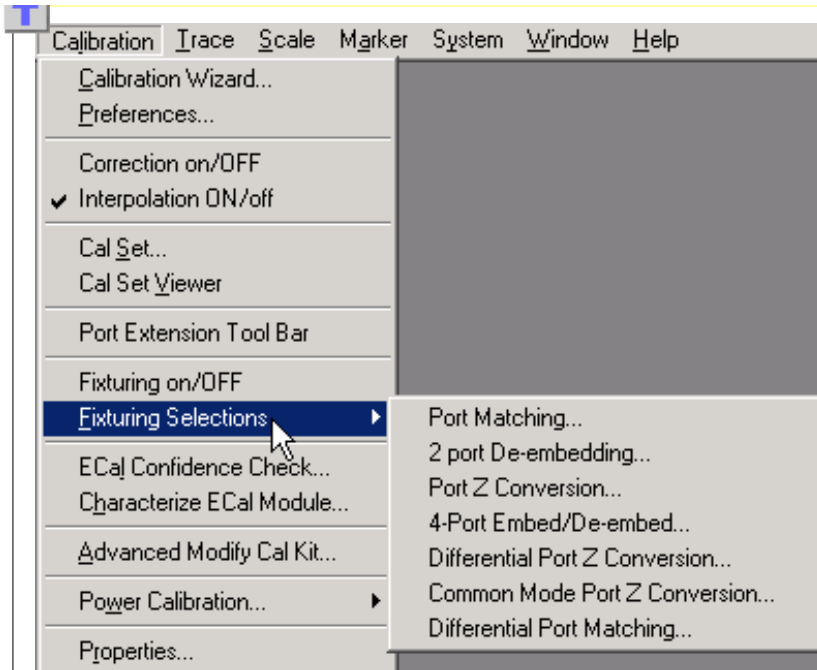 T
Calibration Trace Scale Marker System Window Help
Calibration Wizard...
Preferences...
Correction on/OFF
Interpolation ON/off
Cal Set...
Cal Set Viewer
Port Extension Tool Bar
Fixturing on/OFF
Fixturing Selections
ECal Confidence Check...
Characterize ECal Module...
Advanced Modify Cal Kit...
Power Calibration...
Properties...
Port Matching...
2 port De-embedding...
Port Z Conversion...
4-Port Embed/De-embed...
Differential Port Z Conversion...
Common Mode Port Z Conversion...
Differential Port Matching...